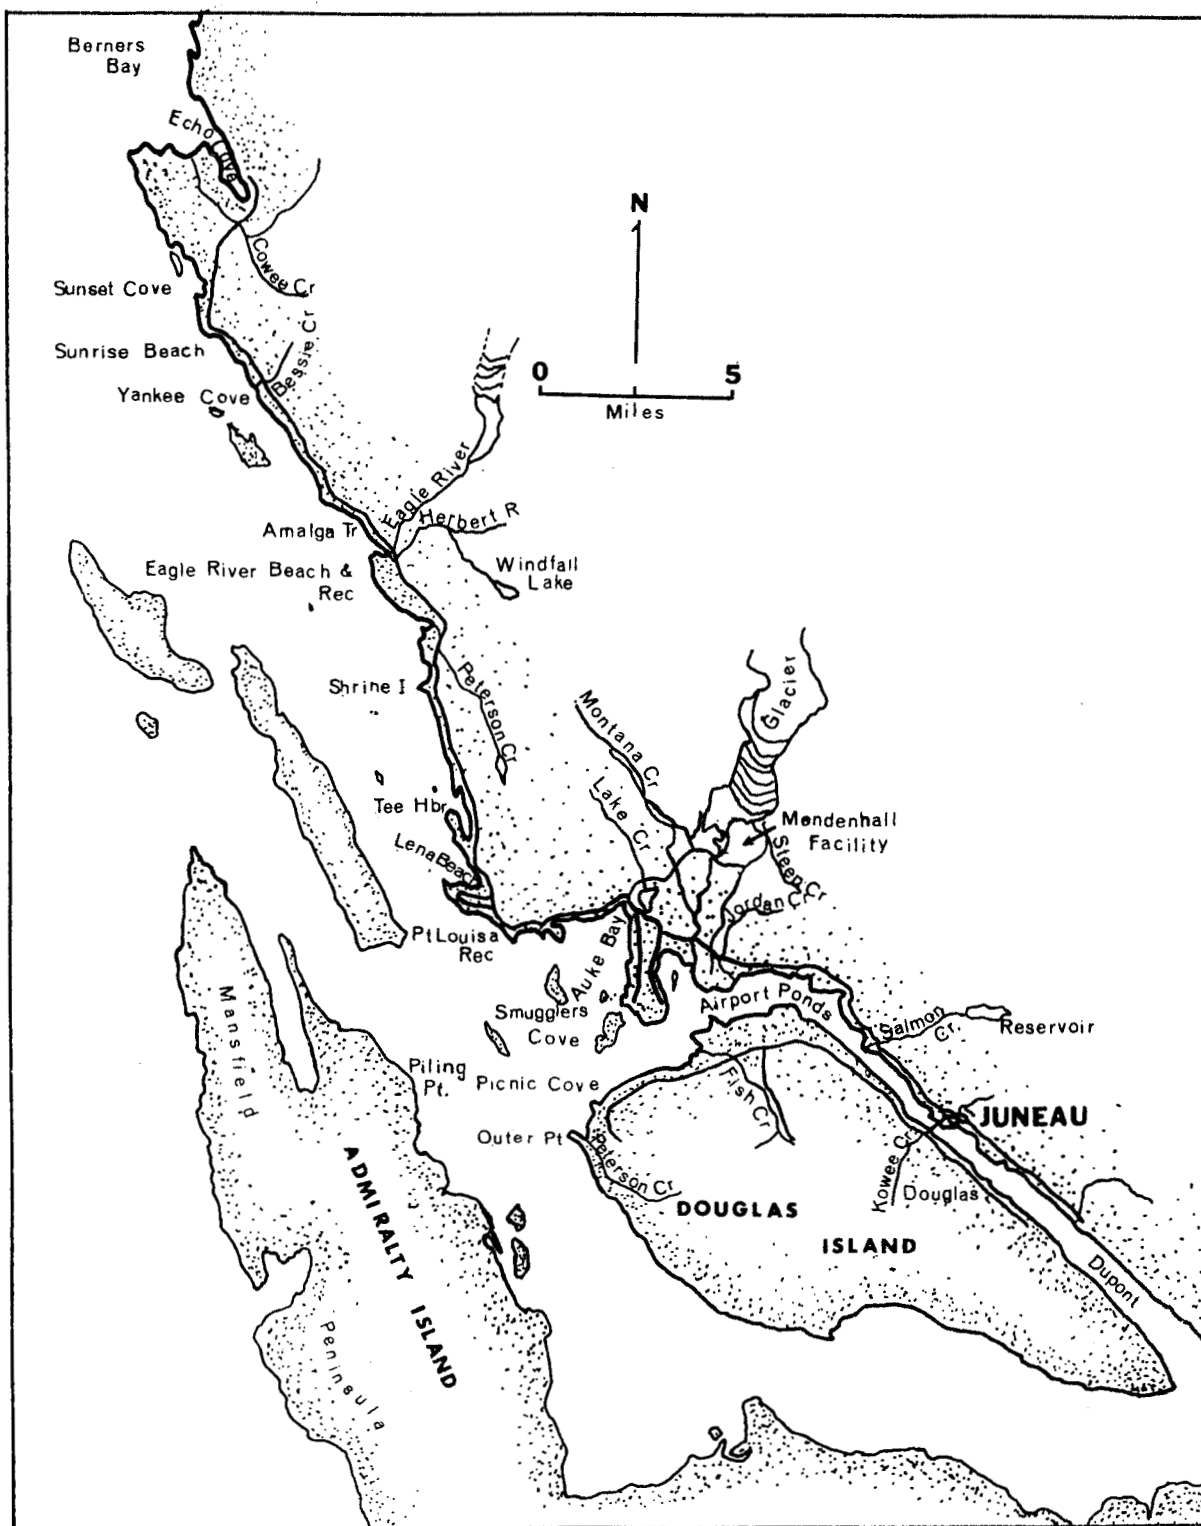 Berners
Bay
Echo Cove
Cowee Cr
Sunset Cove
Bessie Cr
Sunrise Beach
Yankee Cove
N
0
5
Miles
Eagle River
Herbert R
Amalga Tr
Windfall
Lake
Eagle River Beach &
Rec
Shrine I
Peterson Cr
Montana Cr
Glacier
Tee Hbr
Lake Cr
Mendenhall
Facility
Steen Cr
Lena Beach
Jordan Cr
Pt Louisa
Rec
Auke Bay
Mansfield
Smugglers
Cove
Airport Ponds
Salmon
Cr.
Reservoir
Piling
Pt.
Picnic Cove
Fish Cr
JUNEAU
Outer Pt
Peterson Cr
Kowee Cr
Douglas
ADMIRALTY ISLAND
DOUGLAS
ISLAND
Dupont
Peninsula